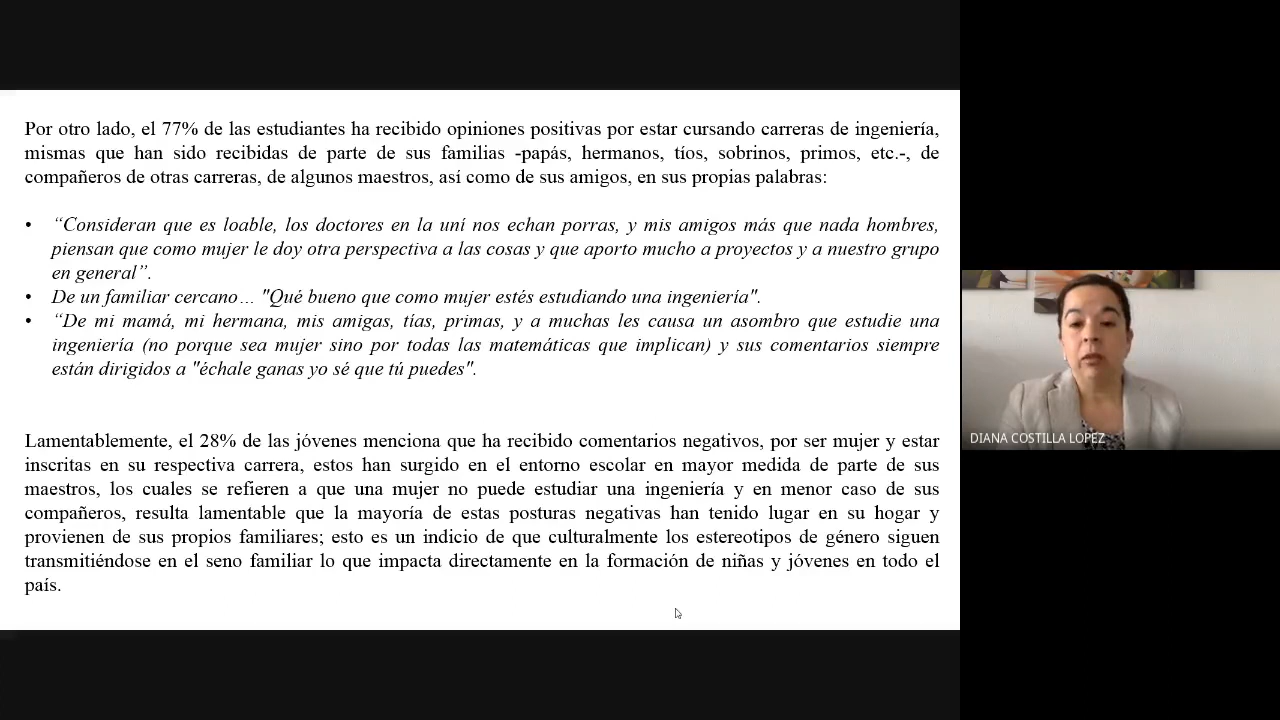 Por otro lado, el 77% de las estudiantes ha recibido opiniones positivas por estar cursando carreras de ingeniería,
mismas que han sido recibidas de parte de sus familias -papás, hermanos, tíos, sobrinos, primos, etc.-, de
compañeros de otras carreras, de algunos maestros, así como de sus amigos, en sus propias palabras:
• “Consideran que es loable, los doctores en la uní nos echan porras, y mis amigos más que nada hombres,
piensan que como mujer le doy otra perspectiva a las cosas y que aporto mucho a proyectos y a nuestro grupo
en general”.
• De un familiar cercano… "Qué bueno que como mujer estés estudiando una ingeniería".
• “De mi mamá, mi hermana, mis amigas, tías, primas, y a muchas les causa un asombro que estudie una
ingeniería (no porque sea mujer sino por todas las matemáticas que implican) y sus comentarios siempre
están dirigidos a "échale ganas yo sé que tú puedes".
Lamentablemente, el 28% de las jóvenes menciona que ha recibido comentarios negativos, por ser mujer y estar
inscritas en su respectiva carrera, estos han surgido en el entorno escolar en mayor medida de parte de sus
maestros, los cuales se refieren a que una mujer no puede estudiar una ingeniería y en menor caso de sus
compañeros, resulta lamentable que la mayoría de estas posturas negativas han tenido lugar en su hogar y
provienen de sus propios familiares; esto es un indicio de que culturalmente los estereotipos de género siguen
transmitiéndose en el seno familiar lo que impacta directamente en la formación de niñas y jóvenes en todo el
país.
DIANA COSTILLA LOPEZ